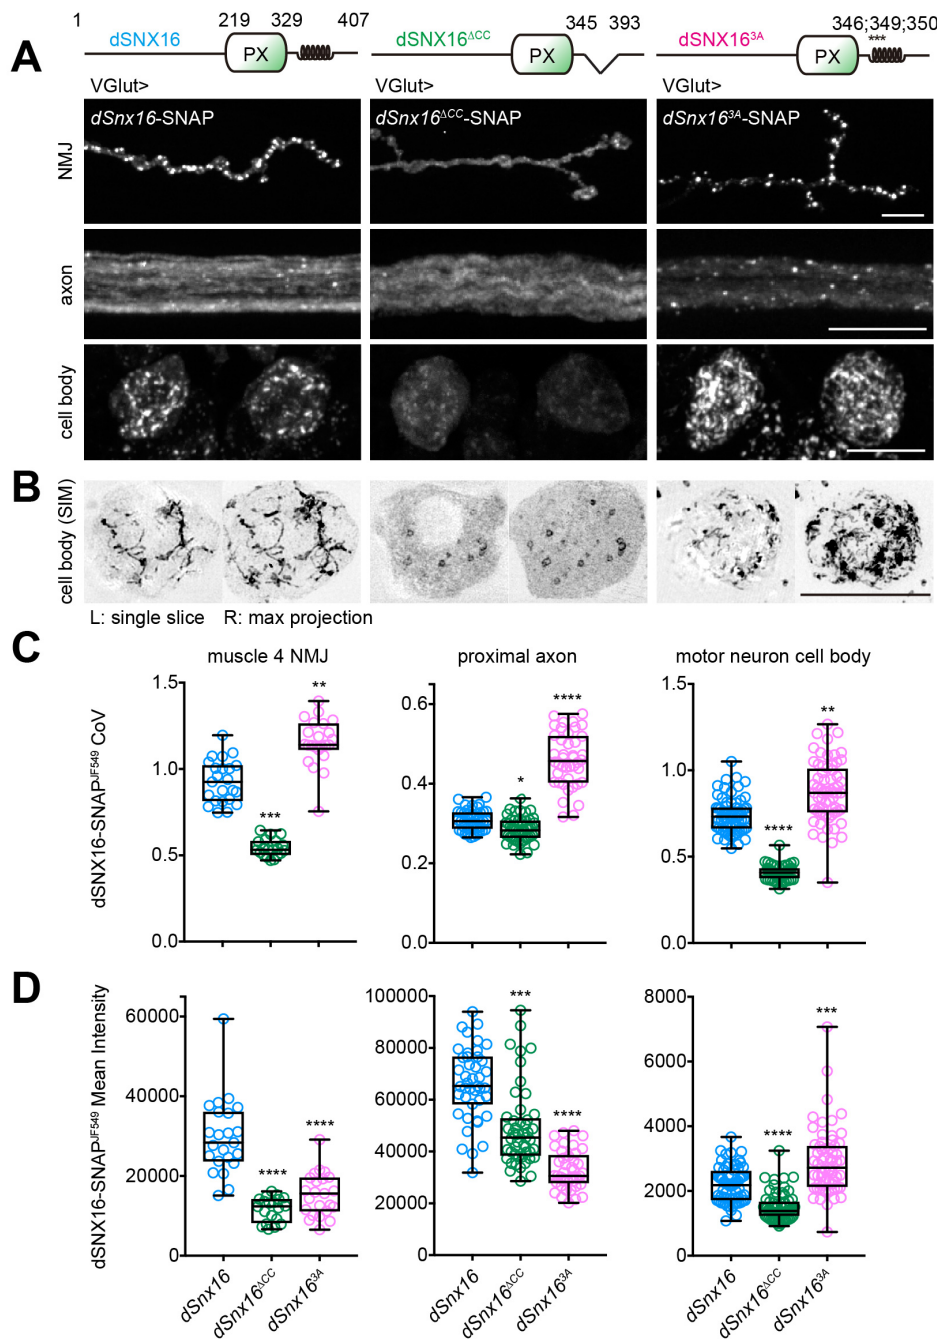 1 219 329 407 345 393 346;349;350
A dSNX16 dSNX16ΔCC dSNX163A ***
PX PX PX
VGlut> VGlut> VGlut>
NMJ dSnx16-SNAP dSnx16ΔCC-SNAP dSnx163A-SNAP
axon
cell body
B cell body (SIM)
L: single slice R: max projection
C muscle 4 NMJ proximal axon motor neuron cell body
dSNX16-SNAPJF549 CoV
1.5 1.0 0.5 0.0
*** **
0.6 0.4 0.2 0.0
* ****
1.5 1.0 0.5 0.0
**** **
D dSNX16-SNAPJF549 Mean Intensity
60000 40000 20000 0
**** ****
100000 80000 60000 40000 20000 0
*** ****
8000 6000 4000 2000 0
**** ***
dSnx16 dSnx16ΔCC dSnx163A dSnx16 dSnx16ΔCC dSnx163A dSnx16 dSnx16ΔCC dSnx163A